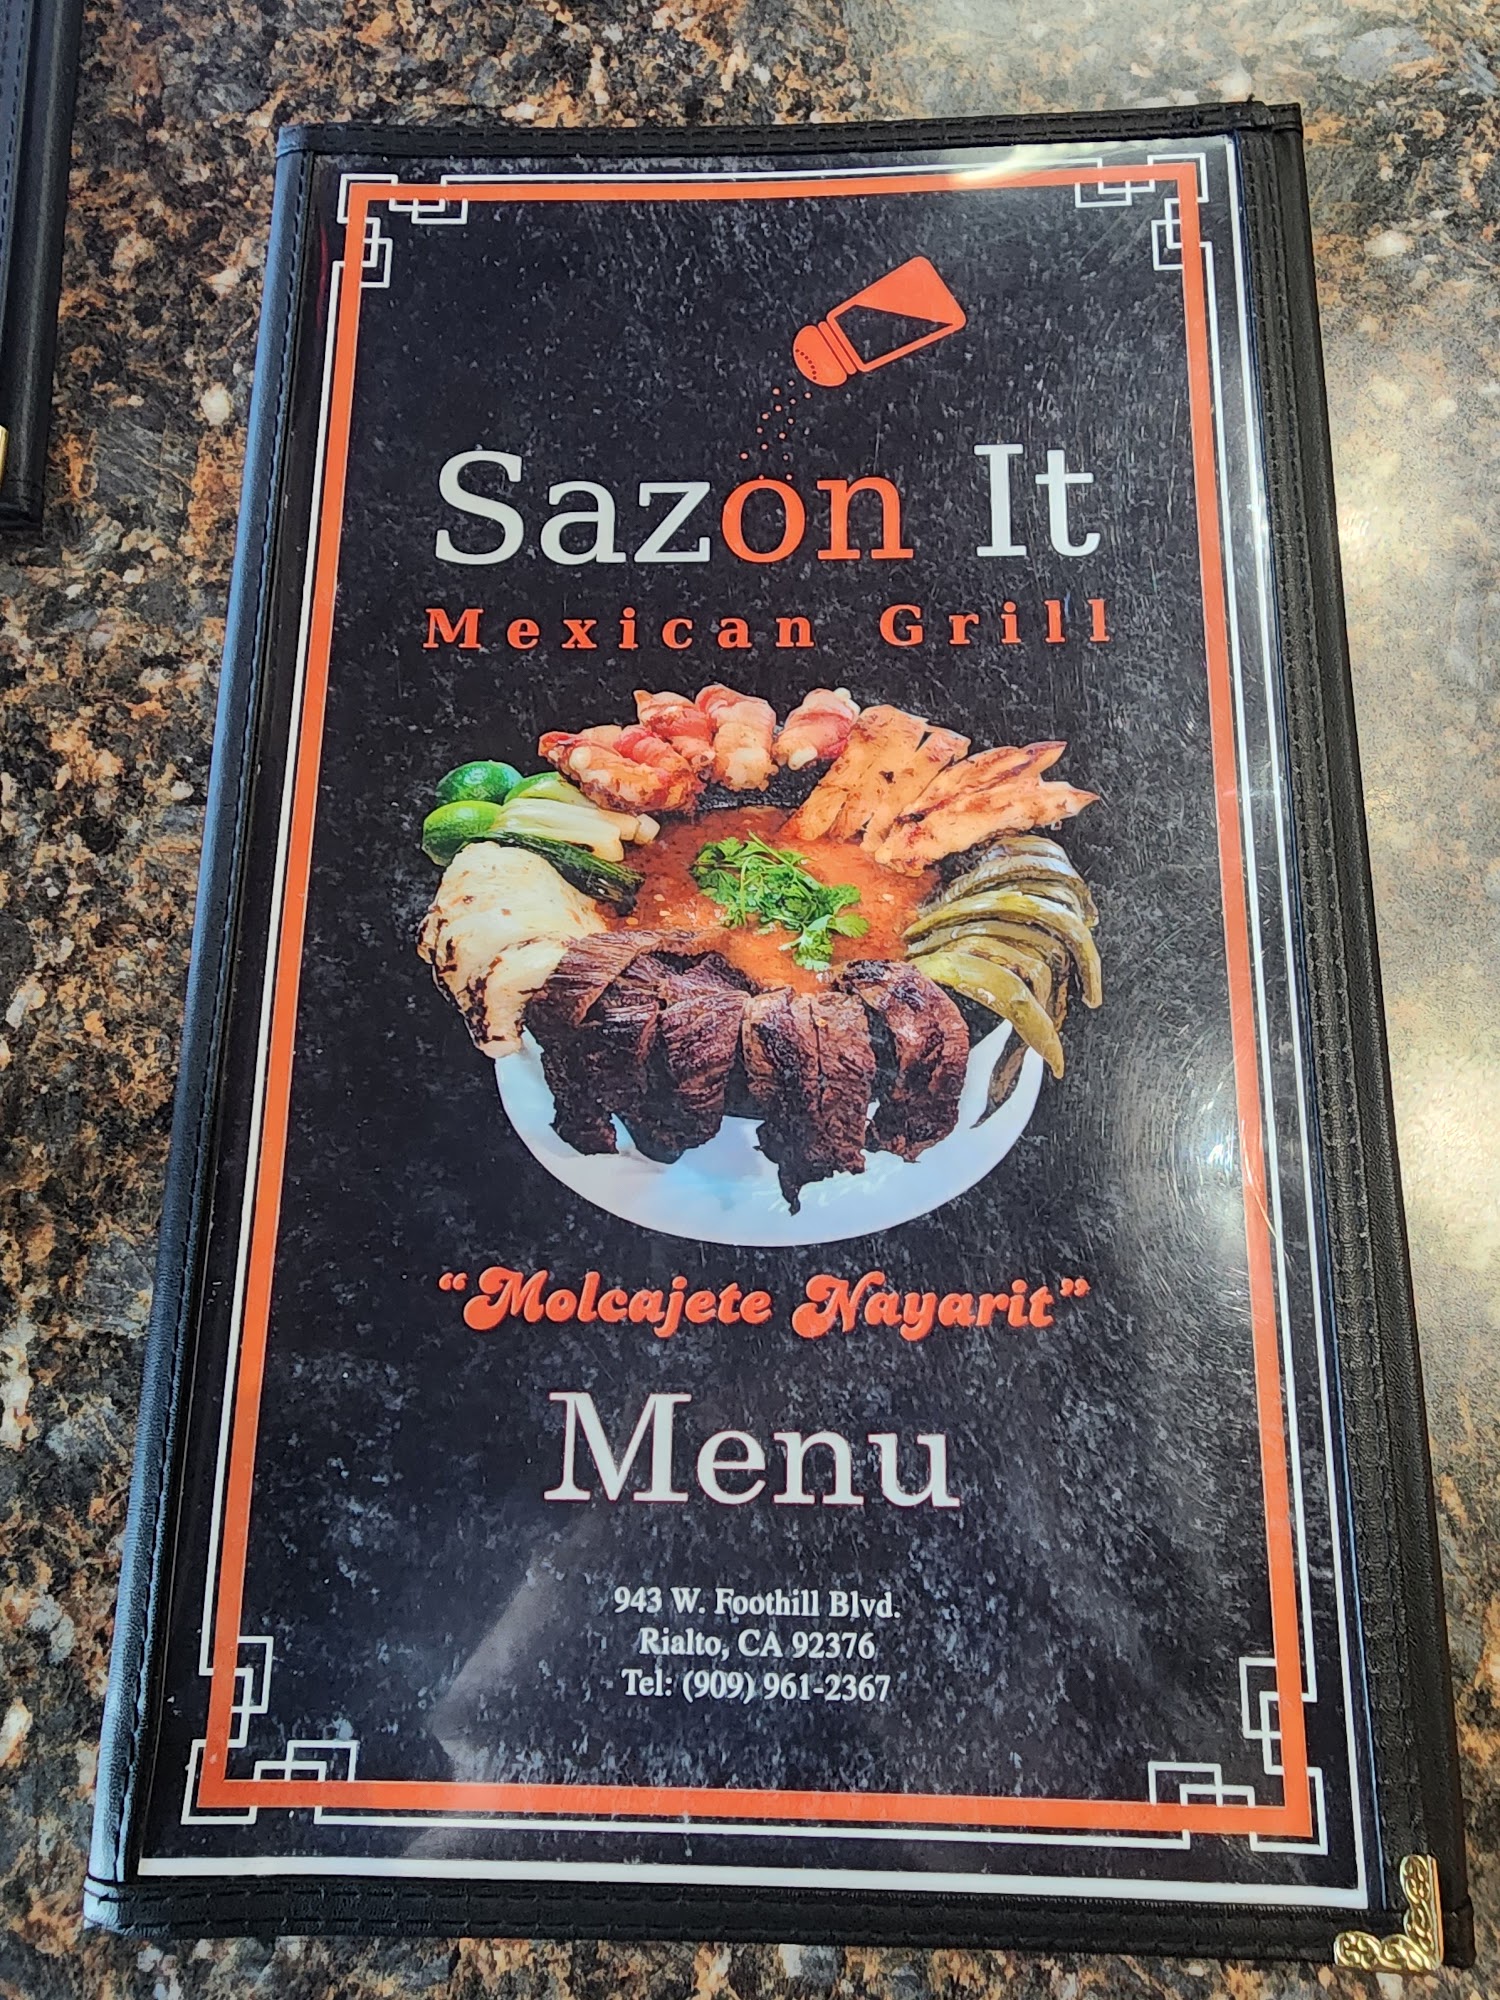 Sazon It
Mexican Grill
“Molcajete Nayarit”
Menu
943 W. Foothill Blvd.
Rialto, CA 92376
Tel: (909) 961-2367